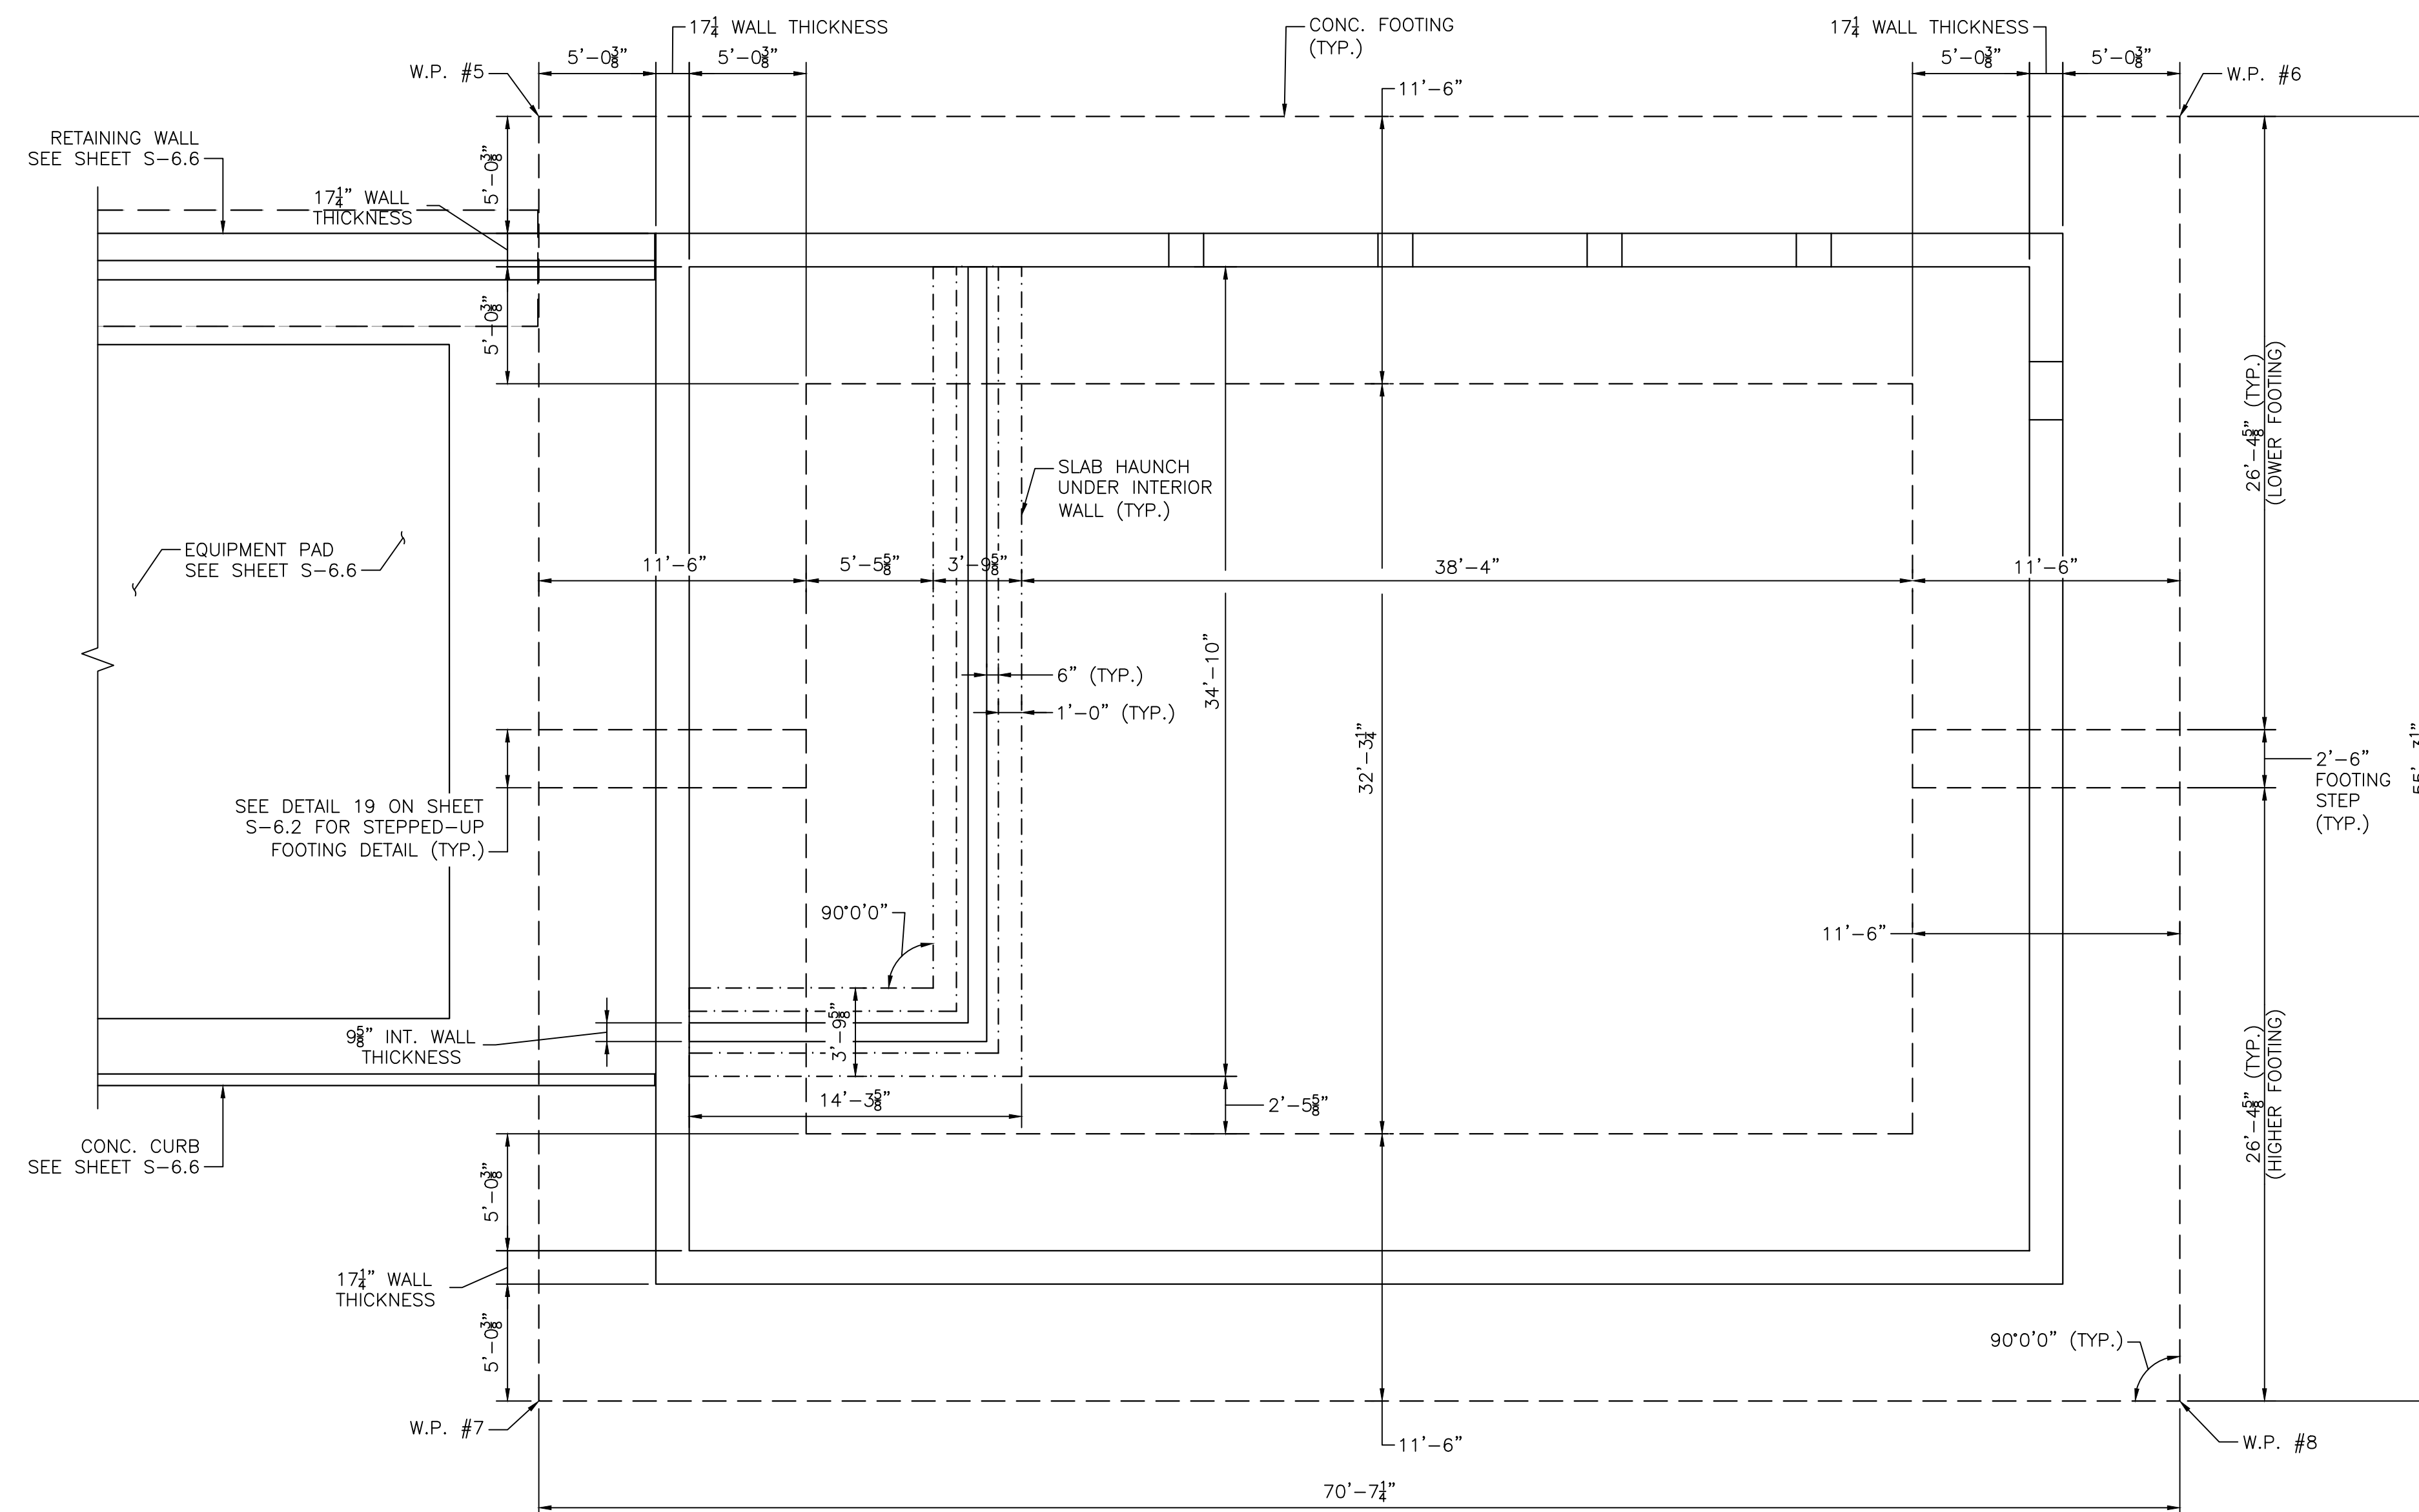 17¼ WALL THICKNESS
5'-0⅜"
5'-0⅜"
W.P. #5
CONC. FOOTING
(TYP.)
11'-6"
17¼ WALL THICKNESS
5'-0⅜"
5'-0⅜"
W.P. #6
RETAINING WALL
SEE SHEET S-6.6
17¼" WALL
THICKNESS
5'-0⅜"
5'-0⅜"
26'-4⅝" (TYP.)
(LOWER FOOTING)
SLAB HAUNCH
UNDER INTERIOR
WALL (TYP.)
EQUIPMENT PAD
SEE SHEET S-6.6
11'-6"
5'-5⅝"
3'-9⅝"
38'-4"
11'-6"
6" (TYP.)
1'-0" (TYP.)
34'-10"
32'-3¼"
2'-6"
FOOTING
STEP
(TYP.)
55'-3¼"
SEE DETAIL 19 ON SHEET
S-6.2 FOR STEPPED-UP
FOOTING DETAIL (TYP.)
90°0'0"
11'-6"
9⅝" INT. WALL
THICKNESS
3'-9⅝"
14'-3⅝"
2'-5⅝"
26'-4⅝" (TYP.)
(HIGHER FOOTING)
CONC. CURB
SEE SHEET S-6.6
5'-0⅜"
17¼" WALL
THICKNESS
5'-0⅜"
90°0'0" (TYP.)
W.P. #7
11'-6"
W.P. #8
70'-7¼"